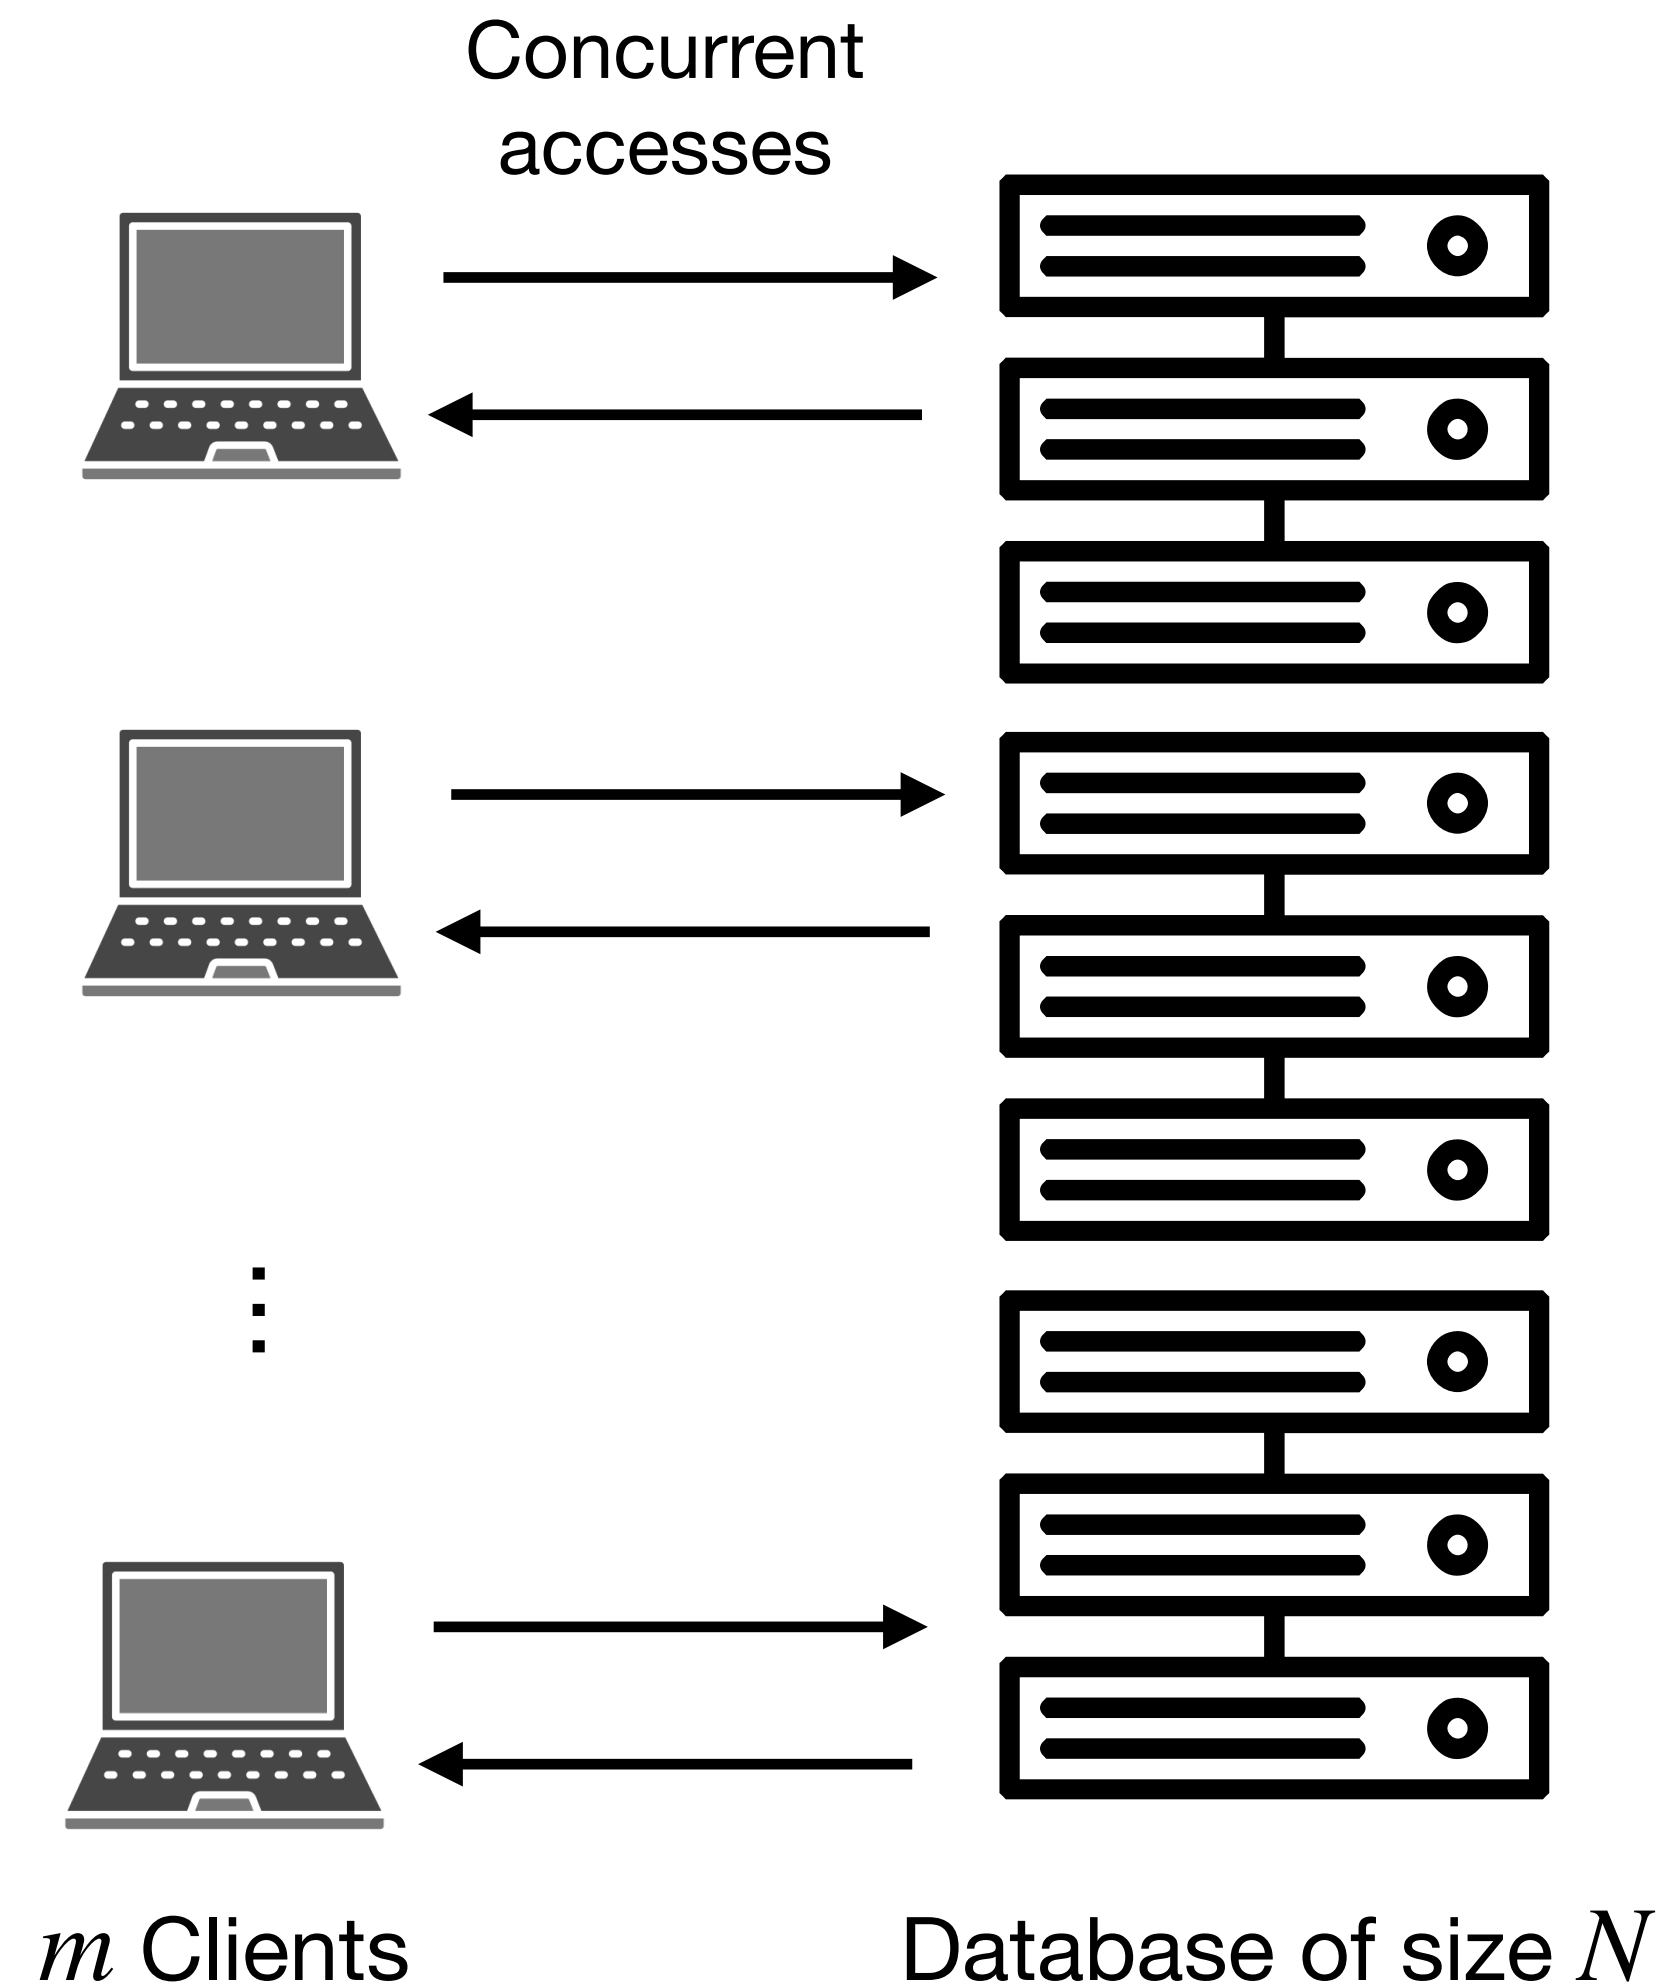 Concurrent
accesses
m Clients
Database of size N